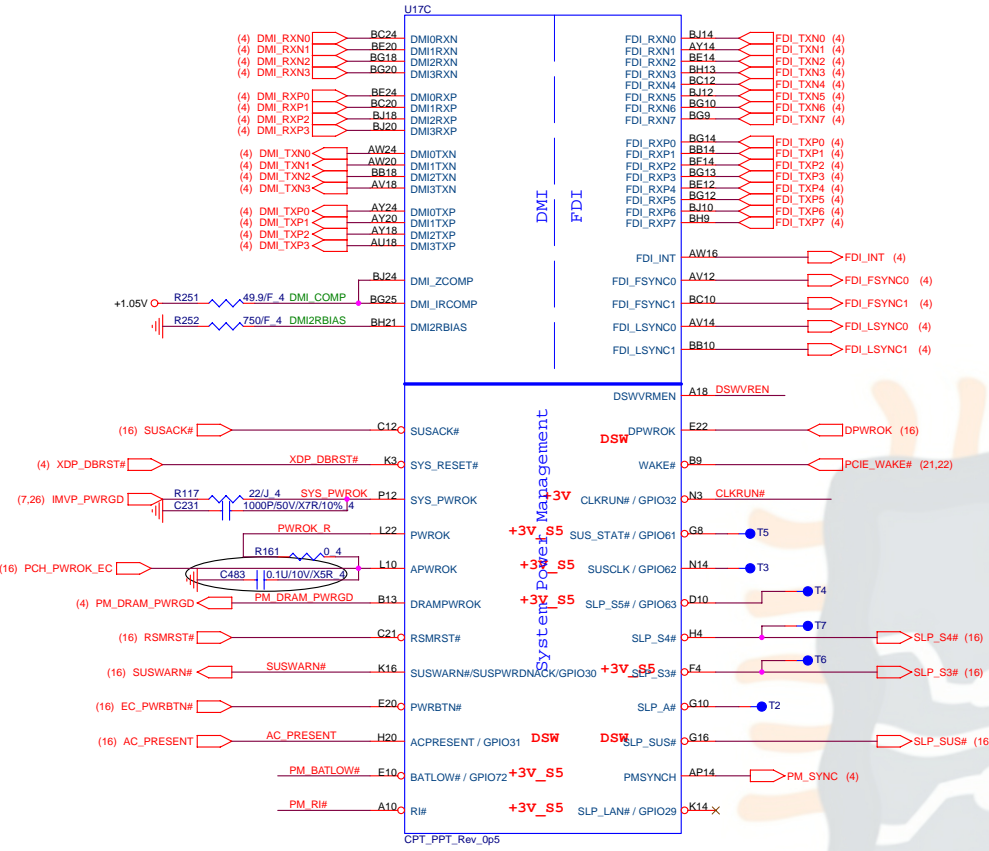 U17C
(4) DMI_RXN0 BC24 DMI0RXN FDI_RXN0 BJ14 FDI_TXN0 (4)
(4) DMI_RXN1 BE20 DMI1RXN FDI_RXN1 AY14 FDI_TXN1 (4)
(4) DMI_RXN2 BG18 DMI2RXN FDI_RXN2 BE14 FDI_TXN2 (4)
(4) DMI_RXN3 BG20 DMI3RXN FDI_RXN3 BH13 FDI_TXN3 (4)
FDI_RXN4 BC12 FDI_TXN4 (4)
(4) DMI_RXP0 BE24 DMI0RXP FDI_RXN5 BJ12 FDI_TXN5 (4)
(4) DMI_RXP1 BC20 DMI1RXP FDI_RXN6 BG10 FDI_TXN6 (4)
(4) DMI_RXP2 BJ18 DMI2RXP FDI_RXN7 BG9 FDI_TXN7 (4)
(4) DMI_RXP3 BJ20 DMI3RXP
FDI_RXP0 BG14 FDI_TXP0 (4)
(4) DMI_TXN0 AW24 DMI0TXN FDI_RXP1 BB14 FDI_TXP1 (4)
(4) DMI_TXN1 AW20 DMI1TXN FDI_RXP2 BF14 FDI_TXP2 (4)
(4) DMI_TXN2 BB18 DMI2TXN FDI_RXP3 BG13 FDI_TXP3 (4)
(4) DMI_TXN3 AV18 DMI3TXN FDI_RXP4 BE12 FDI_TXP4 (4)
FDI_RXP5 BG12 FDI_TXP5 (4)
(4) DMI_TXP0 AY24 DMI0TXP FDI_RXP6 BJ10 FDI_TXP6 (4)
(4) DMI_TXP1 AY20 DMI1TXP FDI_RXP7 BH9 FDI_TXP7 (4)
(4) DMI_TXP2 AY18 DMI2TXP
(4) DMI_TXP3 AU18 DMI3TXP
DMI FDI
FDI_INT AW16 FDI_INT (4)
BJ24 DMI_ZCOMP FDI_FSYNC0 AV12 FDI_FSYNC0 (4)
+1.05V R251 49.9/F_4 DMI_COMP BG25 DMI_IRCOMP FDI_FSYNC1 BC10 FDI_FSYNC1 (4)
R252 750/F_4 DMI2RBIAS BH21 DMI2RBIAS FDI_LSYNC0 AV14 FDI_LSYNC0 (4)
FDI_LSYNC1 BB10 FDI_LSYNC1 (4)
DSWVRMEN A18 DSWVREN
System Power Management
(16) SUSACK# C12 SUSACK# DSW DPWROK E22 DPWROK (16)
(4) XDP_DBRST# XDP_DBRST# K3 SYS_RESET# WAKE# B9 PCIE_WAKE# (21,22)
(7,26) IMVP_PWRGD R117 22/J_4 SYS_PWROK P12 SYS_PWROK +3V CLKRUN# / GPIO32 N3 CLKRUN#
C231 1000P/50V/X7R/10%_4
PWROK_R L22 PWROK +3V_S5 SUS_STAT# / GPIO61 G8 T5
R161 0_4
(16) PCH_PWROK_EC L10 APWROK +3V_S5 SUSCLK / GPIO62 N14 T3
C483 0.1U/10V/X5R_4
(4) PM_DRAM_PWRGD PM_DRAM_PWRGD B13 DRAMPWROK +3V_S5 SLP_S5# / GPIO63 D10 T4
(16) RSMRST# C21 RSMRST# SLP_S4# H4 T7 SLP_S4# (16)
(16) SUSWARN# SUSWARN# K16 SUSWARN#/SUSPWRDNACK/GPIO30 +3V_S5 SLP_S3# F4 T6 SLP_S3# (16)
(16) EC_PWRBTN# E20 PWRBTN# SLP_A# G10 T2
(16) AC_PRESENT AC_PRESENT H20 ACPRESENT / GPIO31 DSW DSW SLP_SUS# G16 SLP_SUS# (16
PM_BATLOW# E10 BATLOW# / GPIO72 +3V_S5 PMSYNCH AP14 PM_SYNC (4)
PM_RI# A10 RI# +3V_S5 SLP_LAN# / GPIO29 K14
CPT_PPT_Rev_0p5